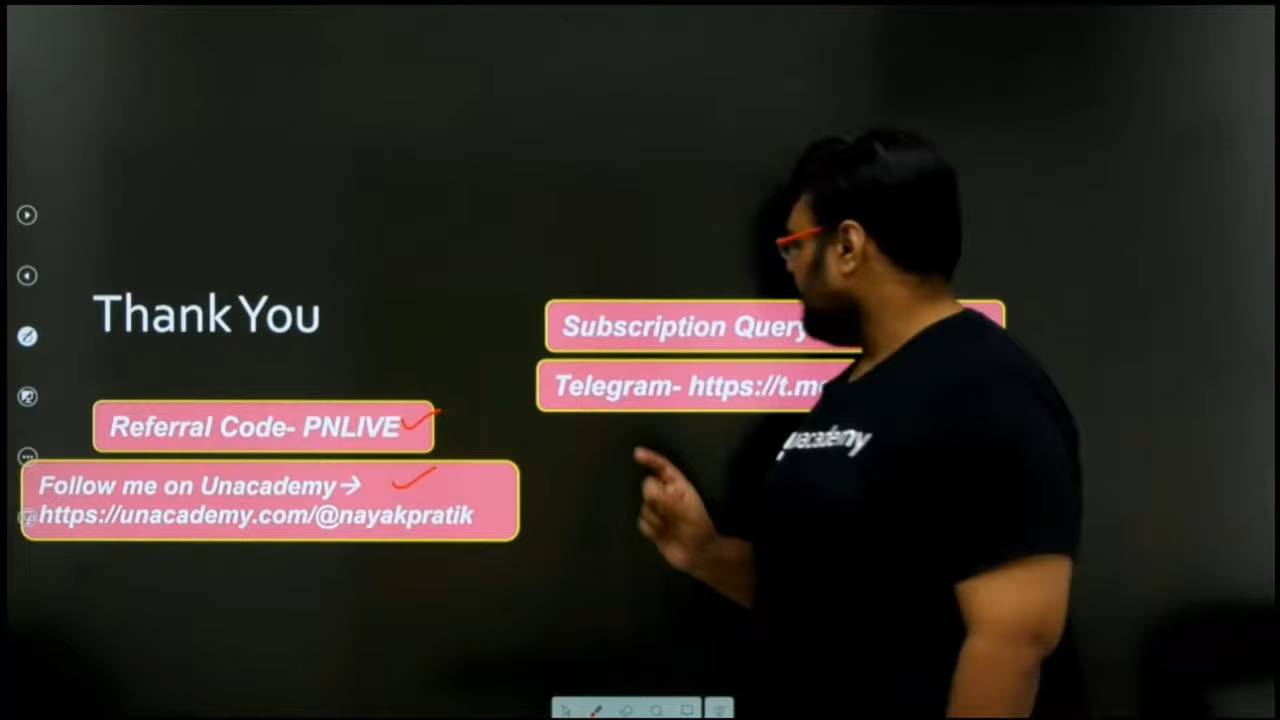 Thank You
Referral Code- PNLIVE
Follow me on Unacademy→
https://unacademy.com/@nayakpratik
Subscription Query
Telegram- https://t.m
unacademy